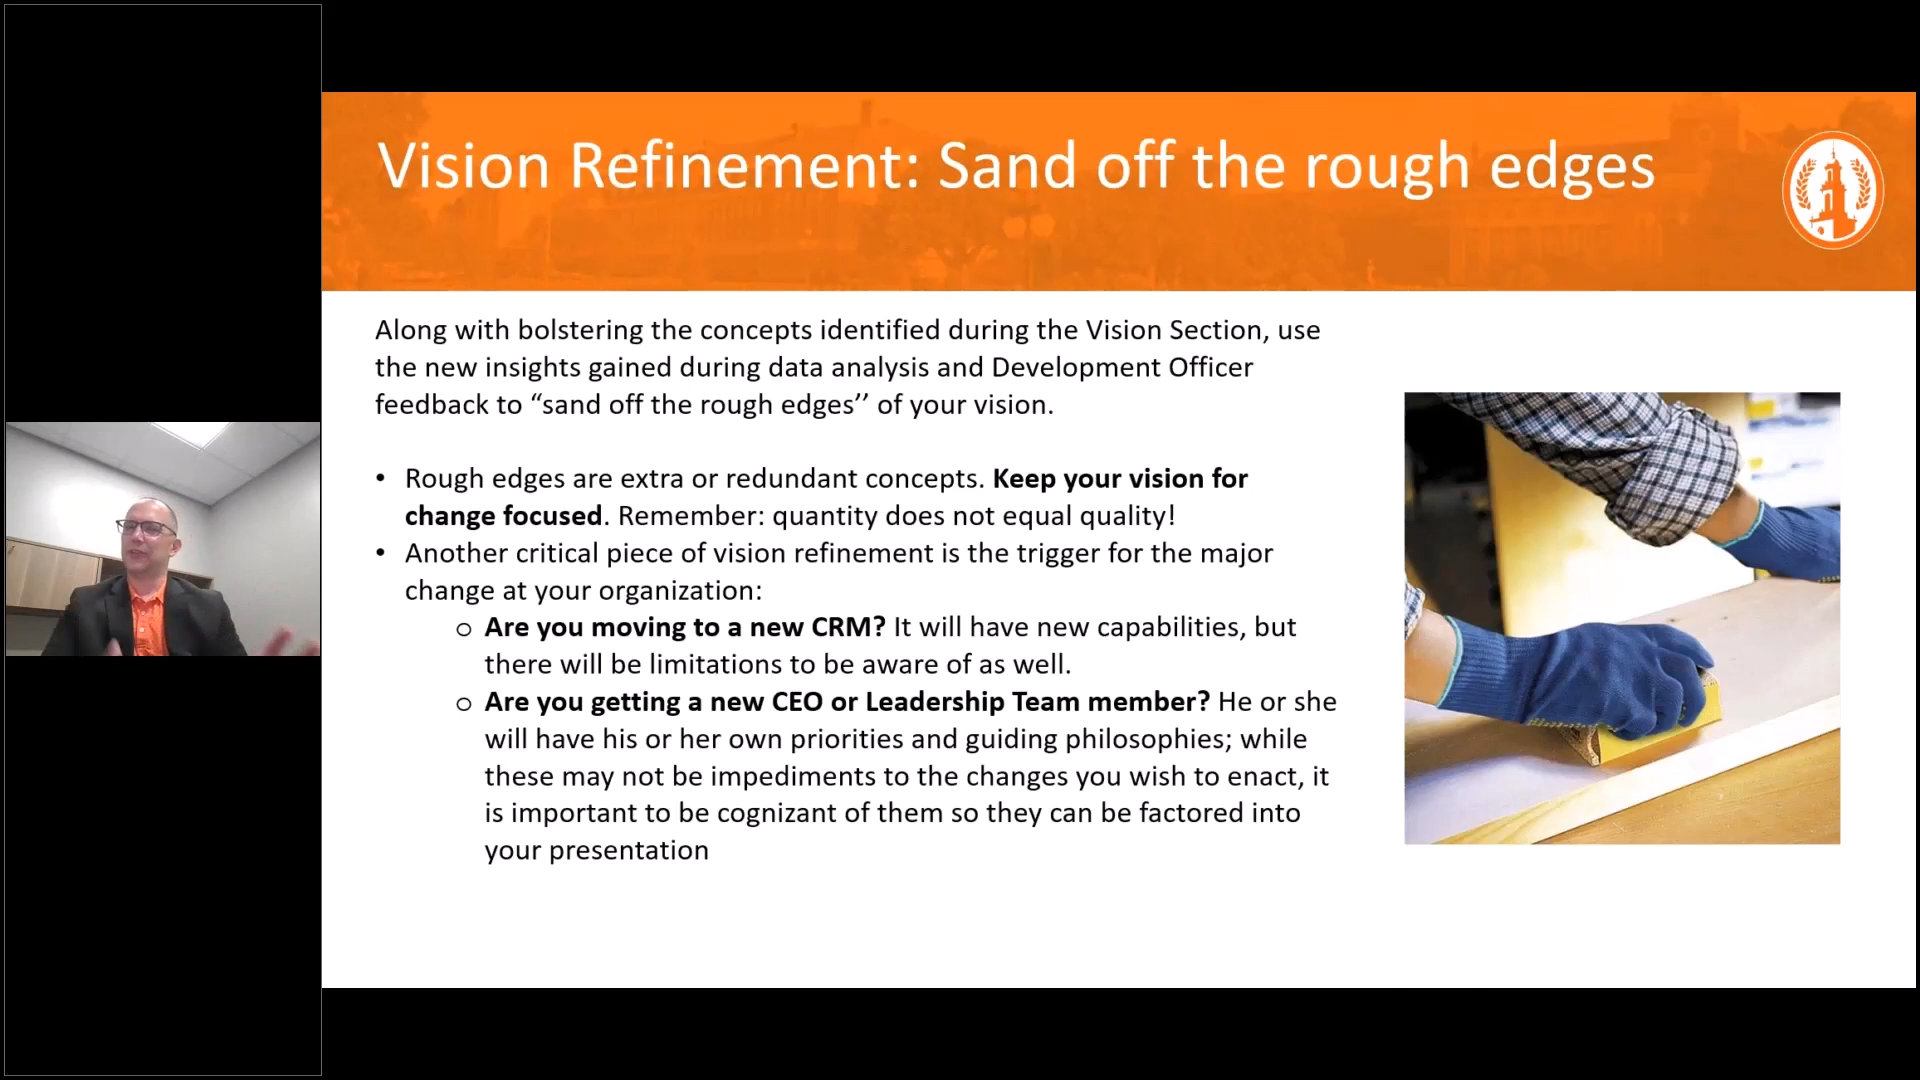 Vision Refinement: Sand off the rough edges
Along with bolstering the concepts identified during the Vision Section, use
the new insights gained during data analysis and Development Officer
feedback to “sand off the rough edges’’ of your vision.
• Rough edges are extra or redundant concepts. Keep your vision for
change focused. Remember: quantity does not equal quality!
• Another critical piece of vision refinement is the trigger for the major
change at your organization:
o Are you moving to a new CRM? It will have new capabilities, but
there will be limitations to be aware of as well.
o Are you getting a new CEO or Leadership Team member? He or she
will have his or her own priorities and guiding philosophies; while
these may not be impediments to the changes you wish to enact, it
is important to be cognizant of them so they can be factored into
your presentation